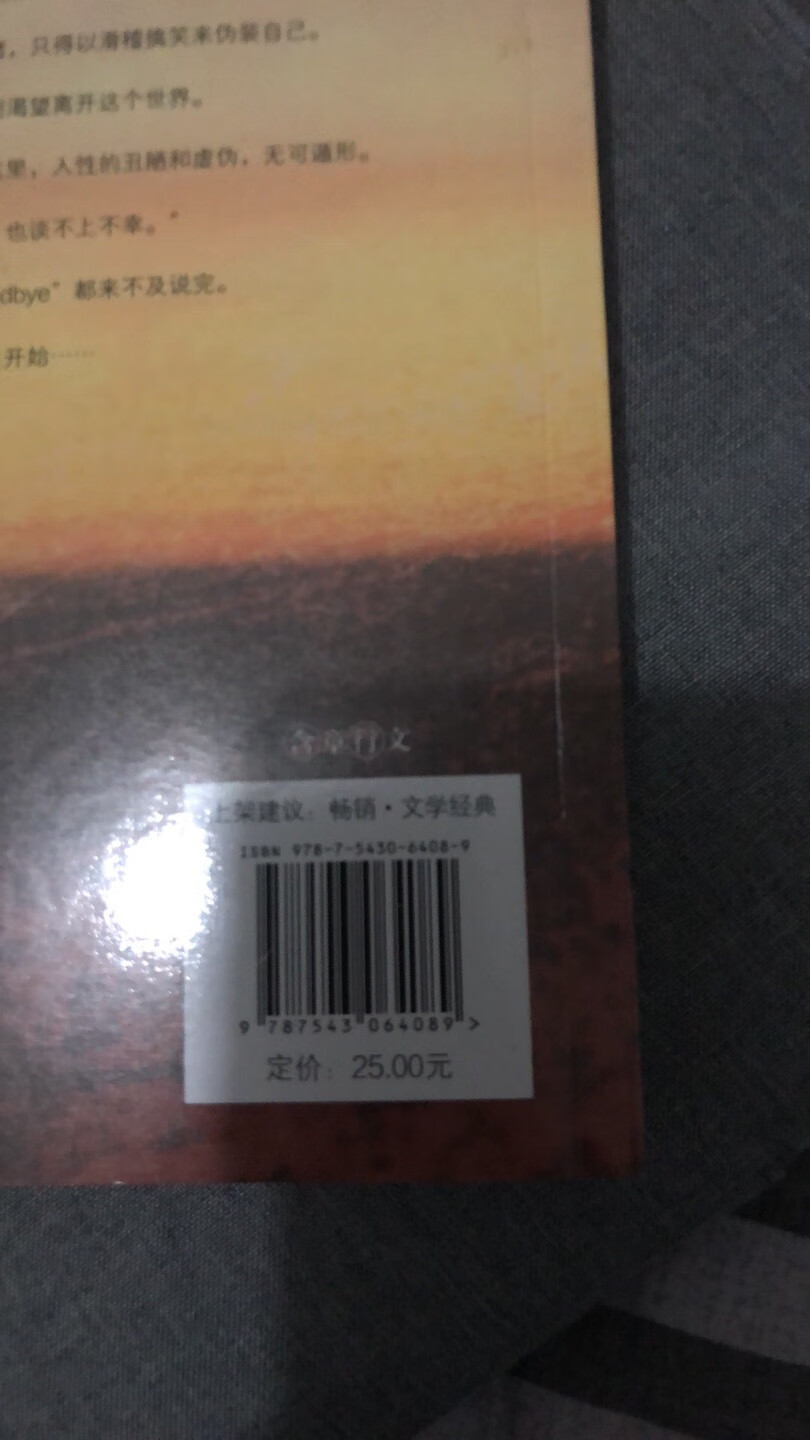 ，只得以滑稽搞笑来伪装自己。
渴望离开这个世界。
里，人性的丑陋和虚伪，无可遁形。
也谈不上不幸。”
dbye”都来不及说完。
开始……
含章行文
上架建议：畅销·文学经典
ISBN 978-7-5430-6408-9
9 787543 064089 >
定价：25.00元